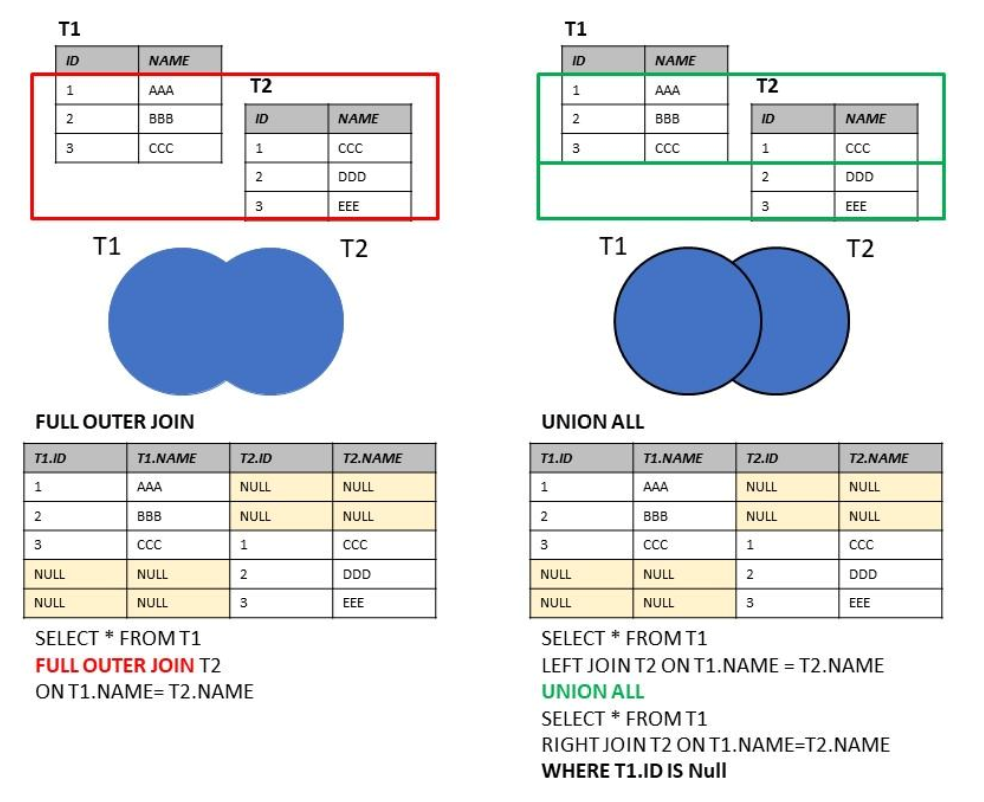 T1
ID NAME
1 AAA
2 BBB
3 CCC
T2
ID NAME
1 CCC
2 DDD
3 EEE
T1 T2
FULL OUTER JOIN
T1.ID T1.NAME T2.ID T2.NAME
1 AAA NULL NULL
2 BBB NULL NULL
3 CCC 1 CCC
NULL NULL 2 DDD
NULL NULL 3 EEE
SELECT * FROM T1
FULL OUTER JOIN T2
ON T1.NAME= T2.NAME
T1
ID NAME
1 AAA
2 BBB
3 CCC
T2
ID NAME
1 CCC
2 DDD
3 EEE
T1 T2
UNION ALL
T1.ID T1.NAME T2.ID T2.NAME
1 AAA NULL NULL
2 BBB NULL NULL
3 CCC 1 CCC
NULL NULL 2 DDD
NULL NULL 3 EEE
SELECT * FROM T1
LEFT JOIN T2 ON T1.NAME = T2.NAME
UNION ALL
SELECT * FROM T1
RIGHT JOIN T2 ON T1.NAME=T2.NAME
WHERE T1.ID IS Null